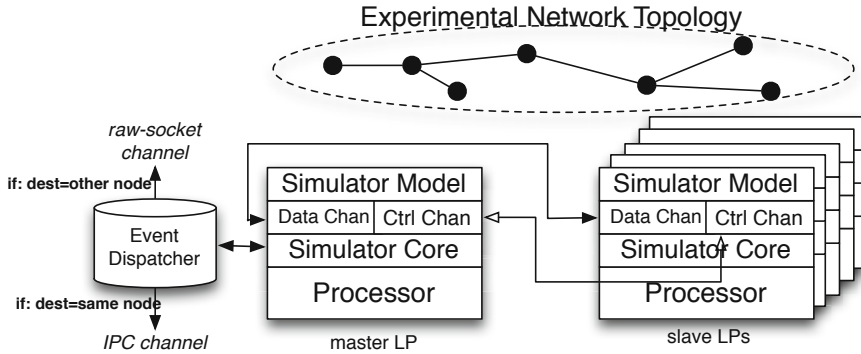 Experimental Network Topology
raw-socket
channel
if: dest=other node
Event
Dispatcher
if: dest=same node
IPC channel
Simulator Model
Data Chan
Ctrl Chan
Simulator Core
Processor
master LP
Simulator Model
Data Chan
Ctrl Chan
Simulator Core
Processor
slave LPs